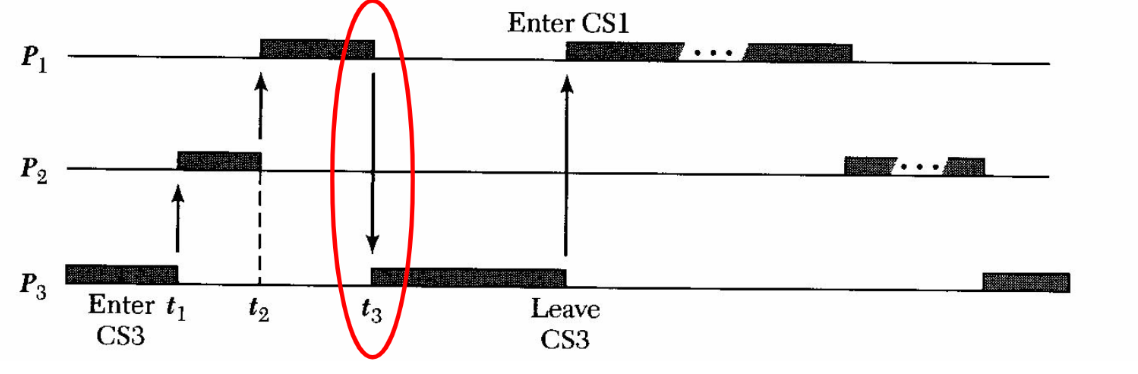 Enter CS1
P1
P2
P3
Enter t1 t2 t3 Leave
CS3 CS3